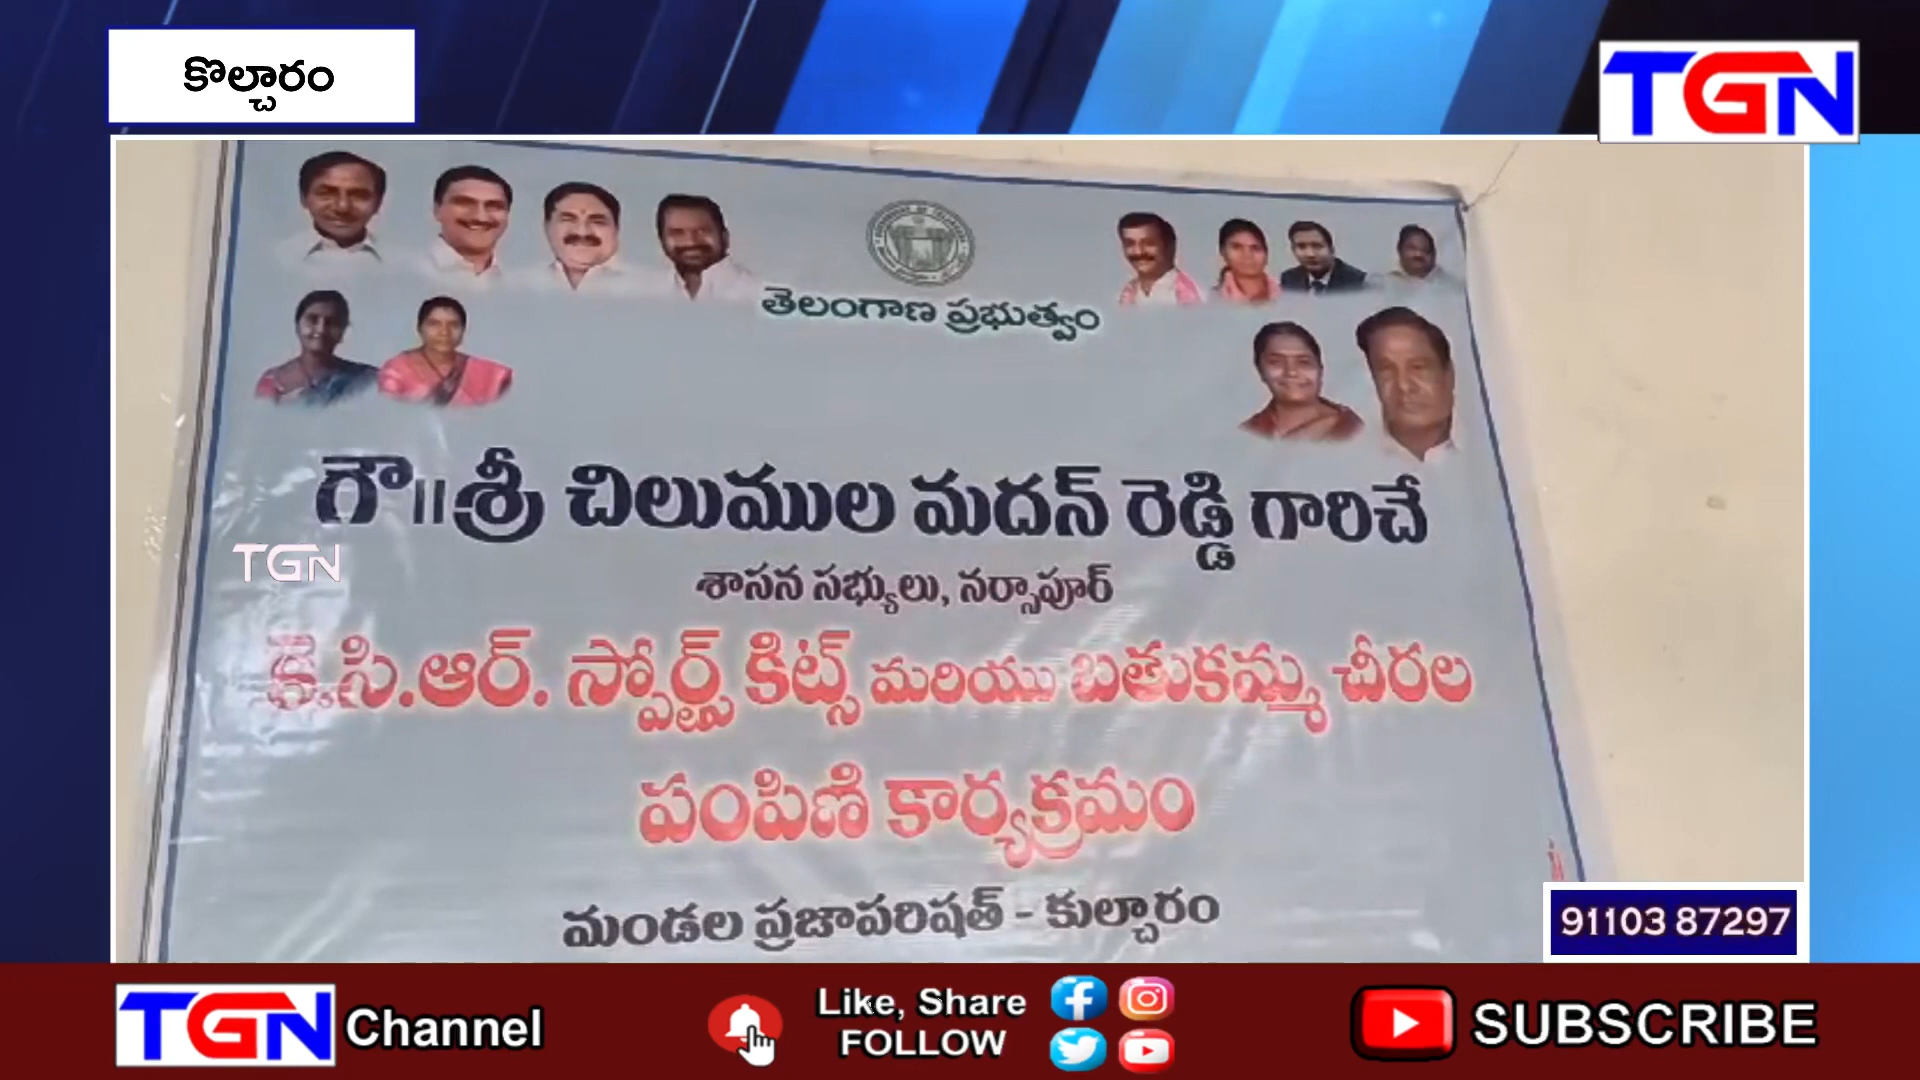 కొల్చారం
TGN
తెలంగాణ ప్రభుత్వం
గౌ॥శ్రీ చిలుముల మదన్ రెడ్డి గారిచే
శాసన సభ్యులు, నర్సాపూర్
TGN
కె.సి.ఆర్. స్పోర్ట్స్ కిట్స్ మరియు బతుకమ్మ చీరల
పంపిణి కార్యక్రమం
మండల ప్రజాపరిషత్ - కుల్చారం
91103 87297
TGN Channel
Like, Share
FOLLOW
SUBSCRIBE